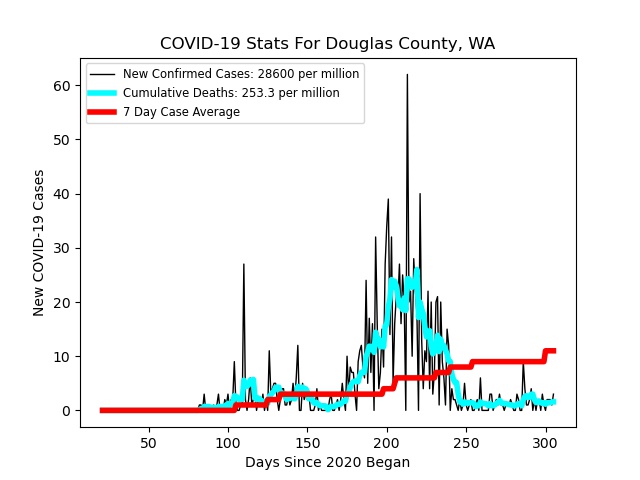 COVID-19 Stats For Douglas County, WA
New Confirmed Cases: 28600 per million
Cumulative Deaths: 253.3 per million
7 Day Case Average
60
50
40
30
20
10
0
New COVID-19 Cases
50
100
150
200
250
300
Days Since 2020 Began